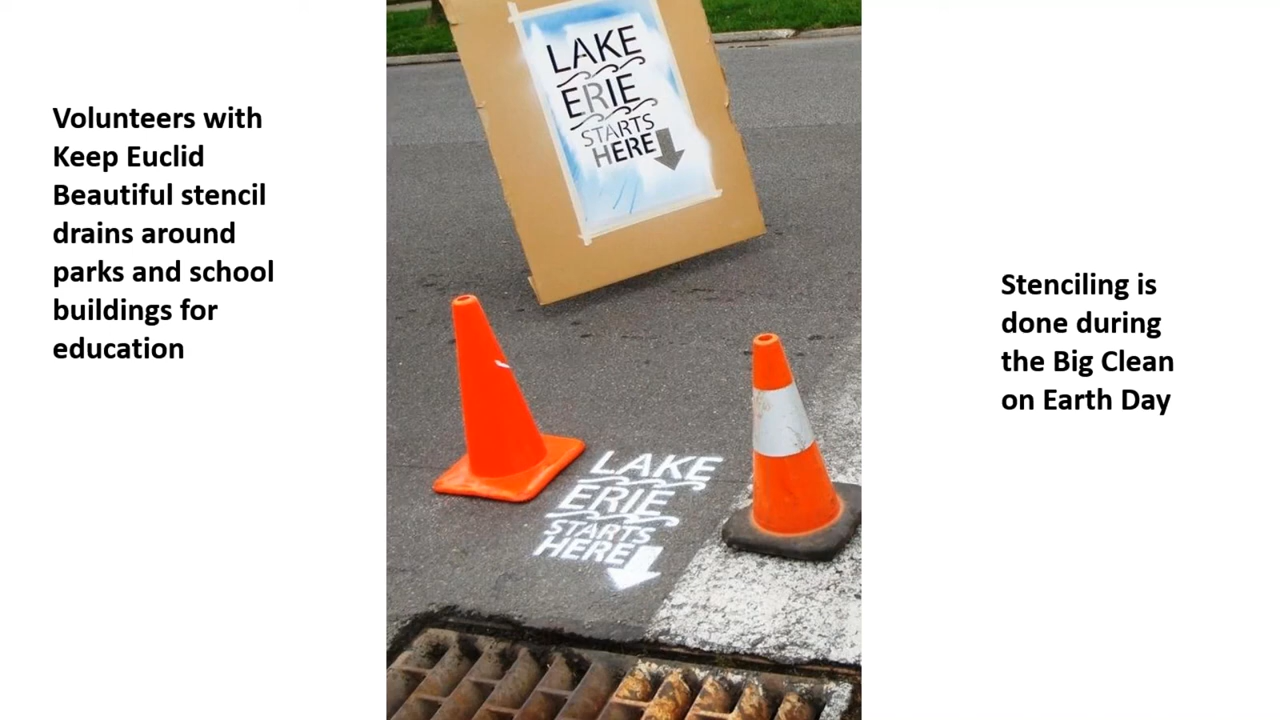 Volunteers with
Keep Euclid
Beautiful stencil
drains around
parks and school
buildings for
education
LAKE
ERIE
STARTS
HERE
LAKE
ERIE
STARTS
HERE
Stenciling is
done during
the Big Clean
on Earth Day